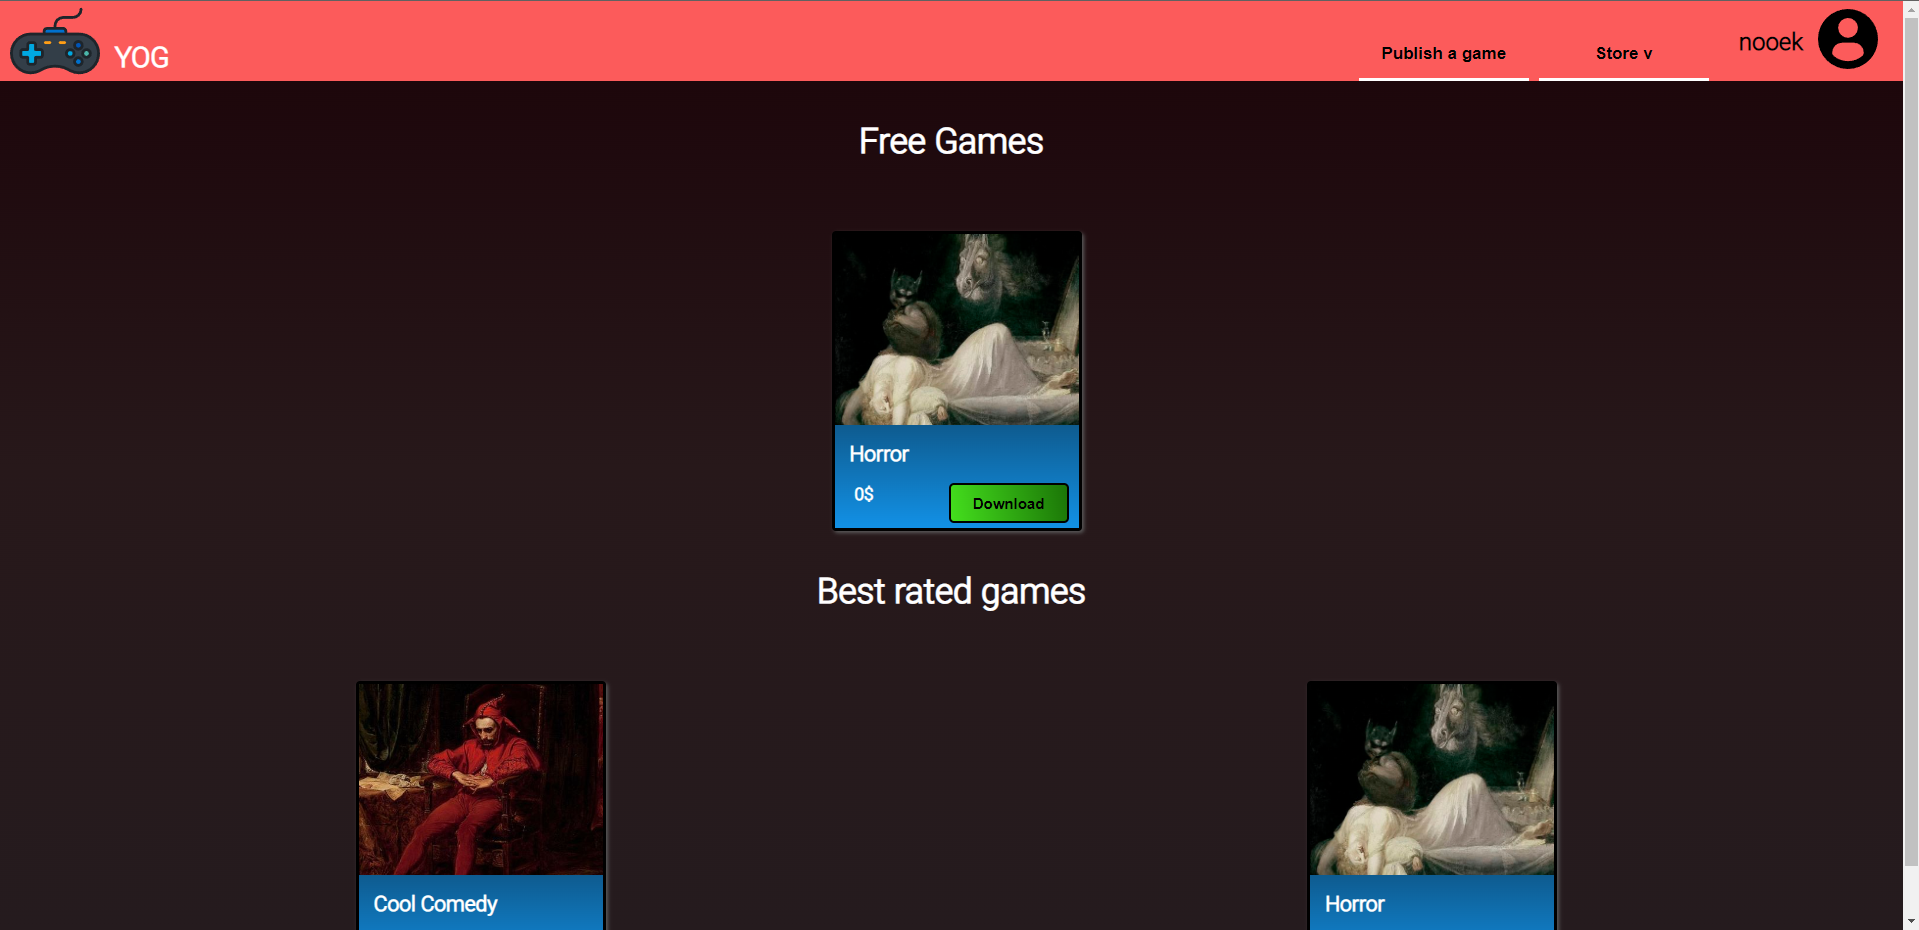 YOG
Publish a game
Store v
nooek
Free Games
Horror
0$
Download
Best rated games
Cool Comedy
Horror